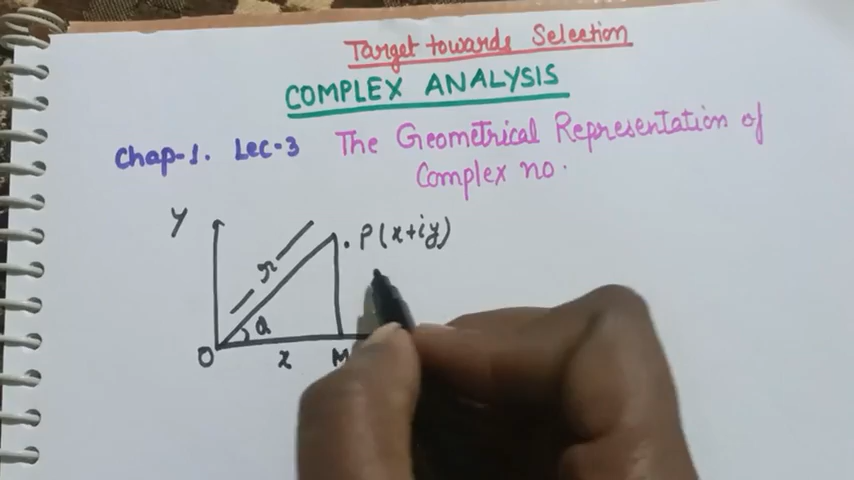 Target towards Selection
COMPLEX ANALYSIS
Chap-1. Lec-3 The Geometrical Representation of
Complex no.
Y
r
P(x+iy)
O
x
M